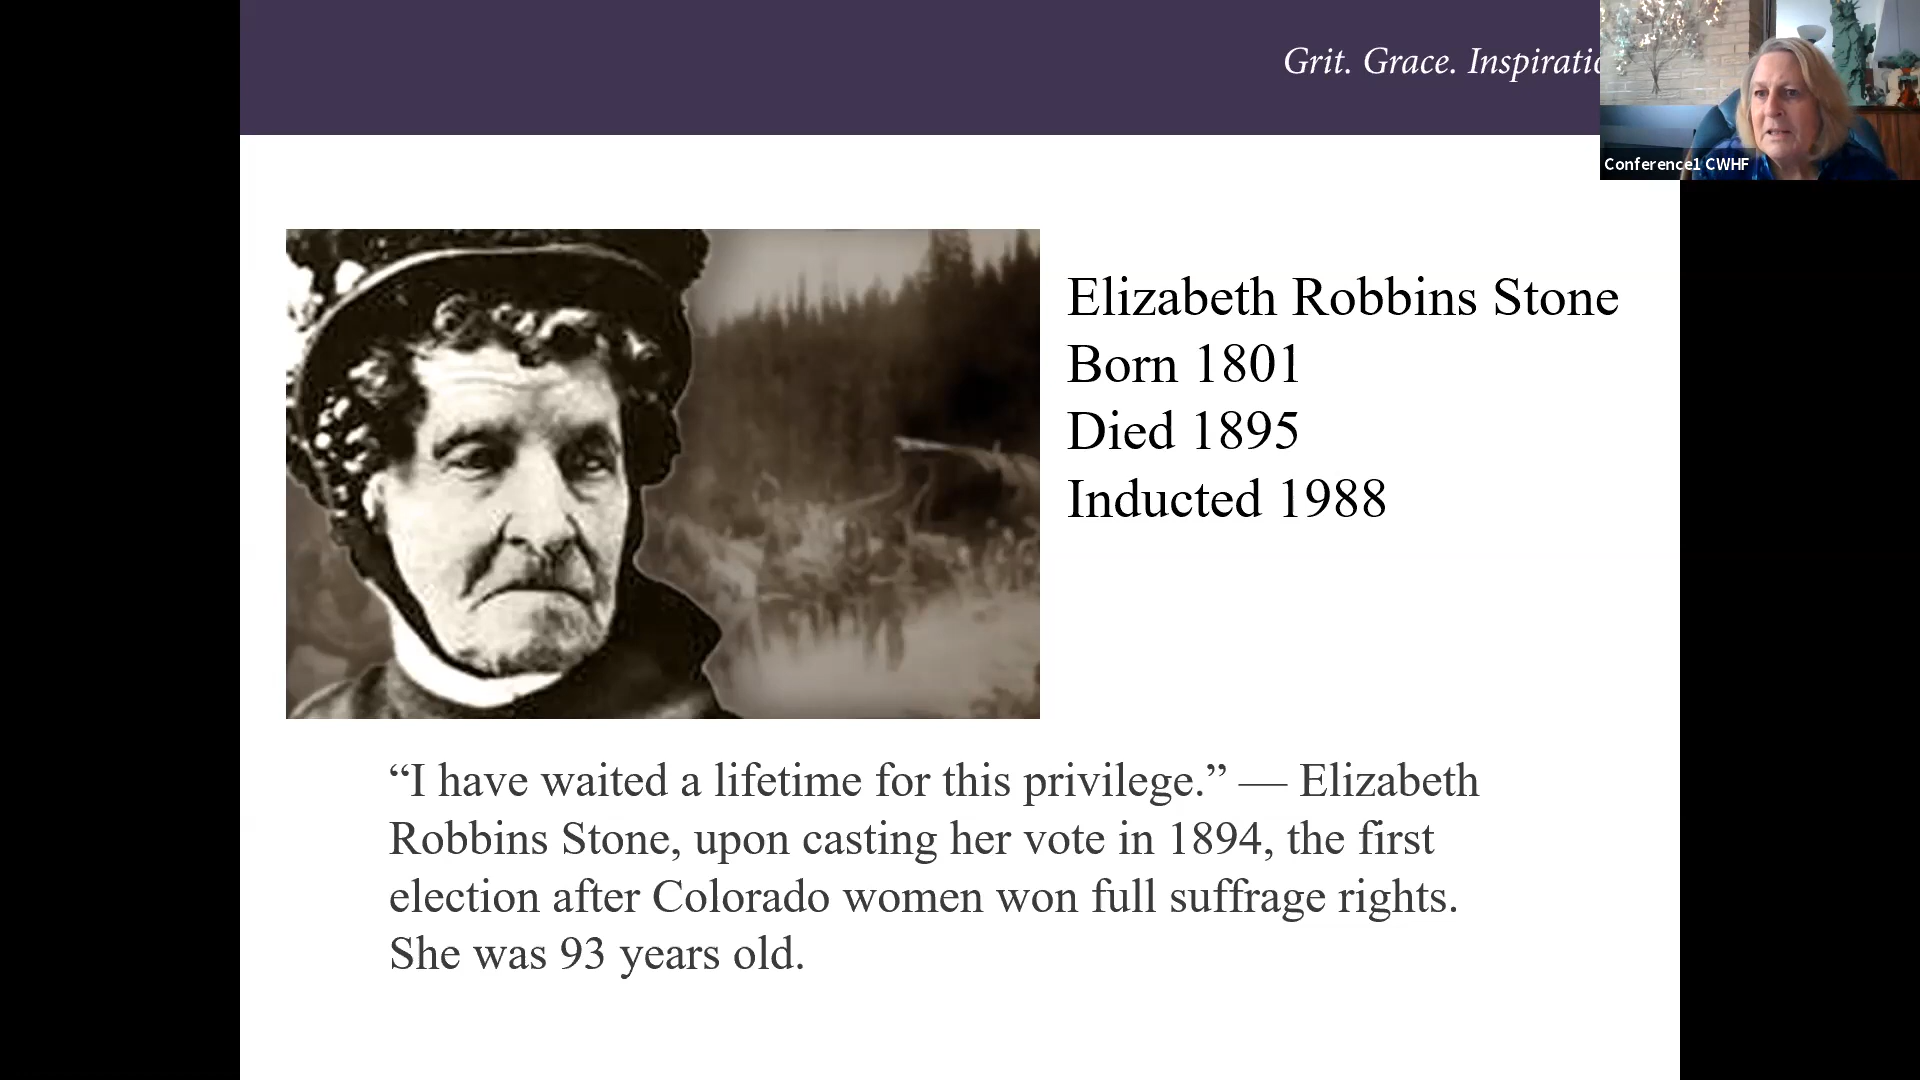 Grit. Grace. Inspiratio
Conference1 CWHF
Elizabeth Robbins Stone
Born 1801
Died 1895
Inducted 1988
“I have waited a lifetime for this privilege.” — Elizabeth
Robbins Stone, upon casting her vote in 1894, the first
election after Colorado women won full suffrage rights.
She was 93 years old.